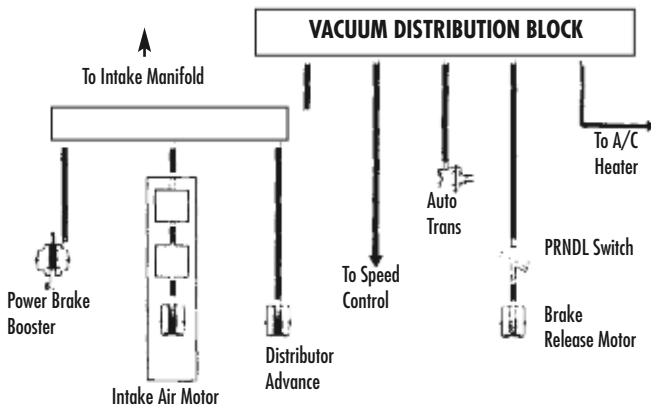 VACUUM DISTRIBUTION BLOCK
To Intake Manifold
To A/C
Heater
Auto
Trans
PRNDL Switch
To Speed
Control
Power Brake
Booster
Brake
Release Motor
Distributor
Advance
Intake Air Motor